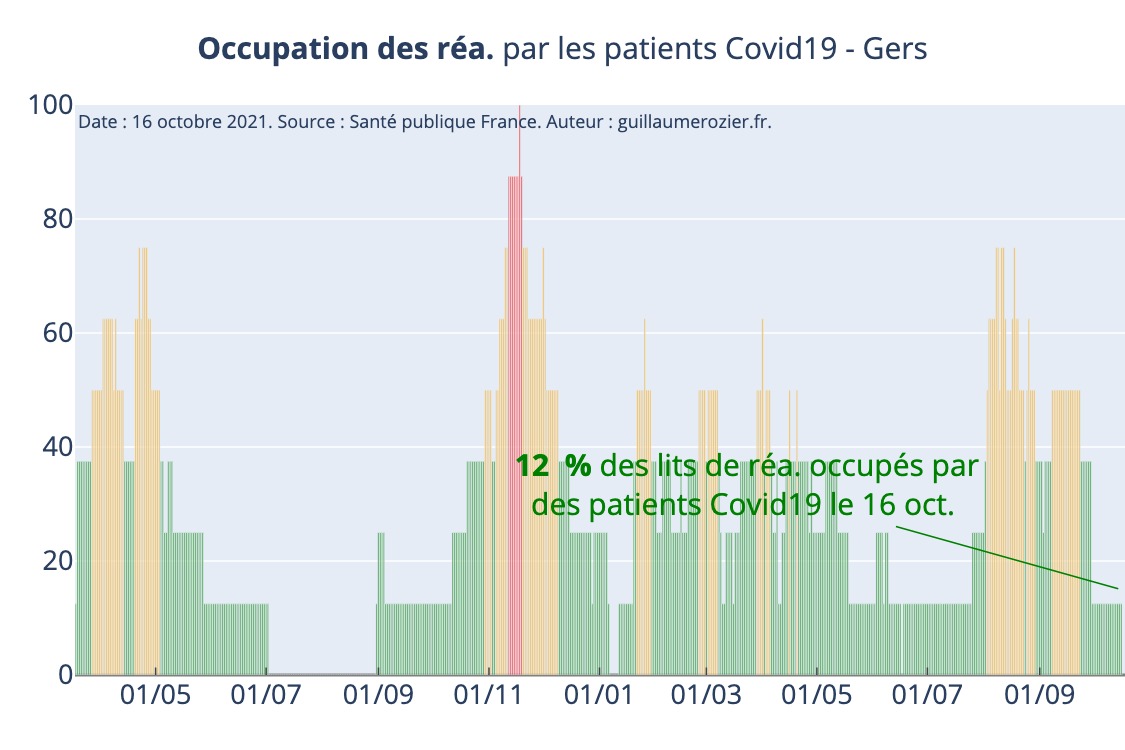 Occupation des réa. par les patients Covid19 - Gers
100
Date : 16 octobre 2021. Source : Santé publique France. Auteur : guillaumerozier.fr.
80
60
40
12 % des lits de réa. occupés par
des patients Covid19 le 16 oct.
20
0
01/05 01/07 01/09 01/11 01/01 01/03 01/05 01/07 01/09